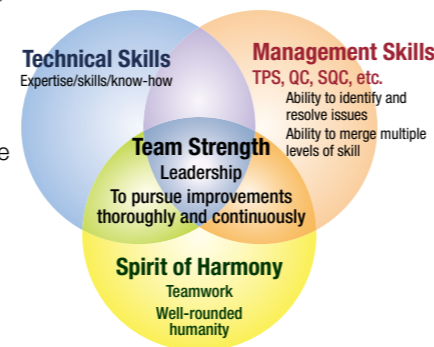 Technical Skills
Expertise/skills/know-how
Management Skills
TPS, QC, SQC, etc.
Ability to identify and
resolve issues
Ability to merge multiple
levels of skill
e
Team Strength
Leadership
To pursue improvements
thoroughly and continuously
Spirit of Harmony
Teamwork
Well-rounded
humanity